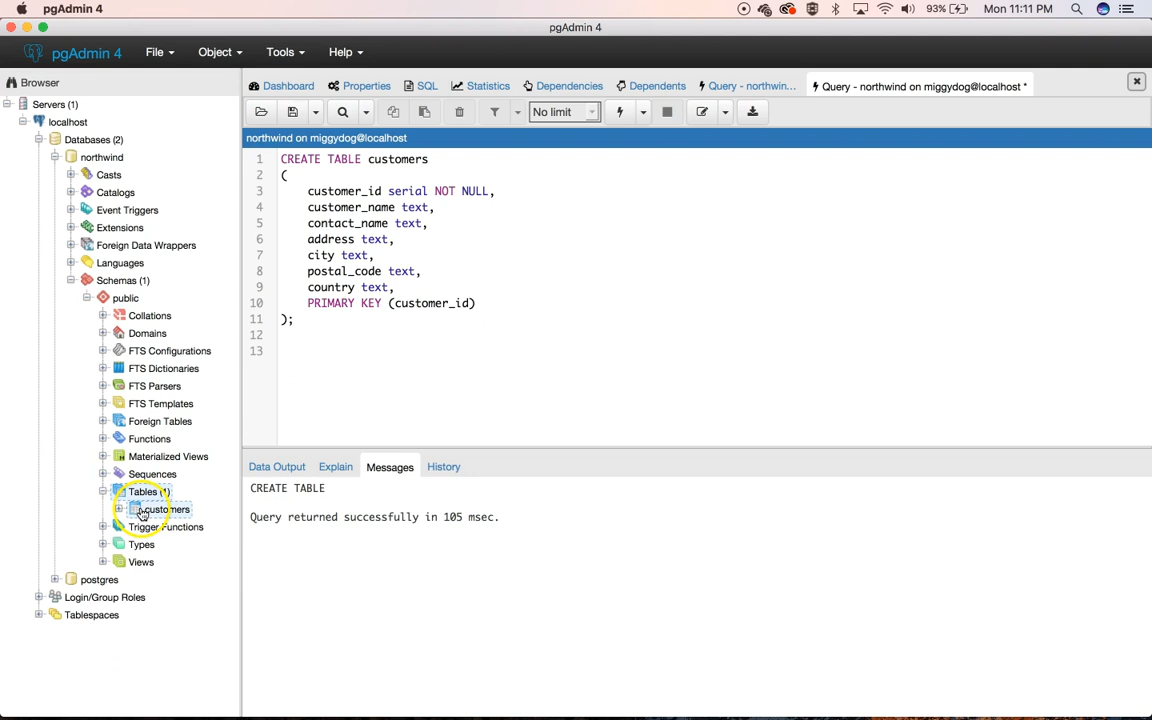 pgAdmin 4
93%
Mon 11:11 PM
pgAdmin 4
pgAdmin 4
File
Object
Tools
Help
Browser
Servers (1)
localhost
Databases (2)
northwind
Casts
Catalogs
Event Triggers
Extensions
Foreign Data Wrappers
Languages
Schemas (1)
public
Collations
Domains
FTS Configurations
FTS Dictionaries
FTS Parsers
FTS Templates
Foreign Tables
Functions
Materialized Views
Sequences
Tables (1)
customers
Trigger Functions
Types
Views
postgres
Login/Group Roles
Tablespaces
Dashboard
Properties
SQL
Statistics
Dependencies
Dependents
Query - northwin...
Query - northwind on miggydog@localhost *
No limit
northwind on miggydog@localhost
1 CREATE TABLE customers
2 (
3 customer_id serial NOT NULL,
4 customer_name text,
5 contact_name text,
6 address text,
7 city text,
8 postal_code text,
9 country text,
10 PRIMARY KEY (customer_id)
11 );
12
13
Data Output
Explain
Messages
History
CREATE TABLE
Query returned successfully in 105 msec.